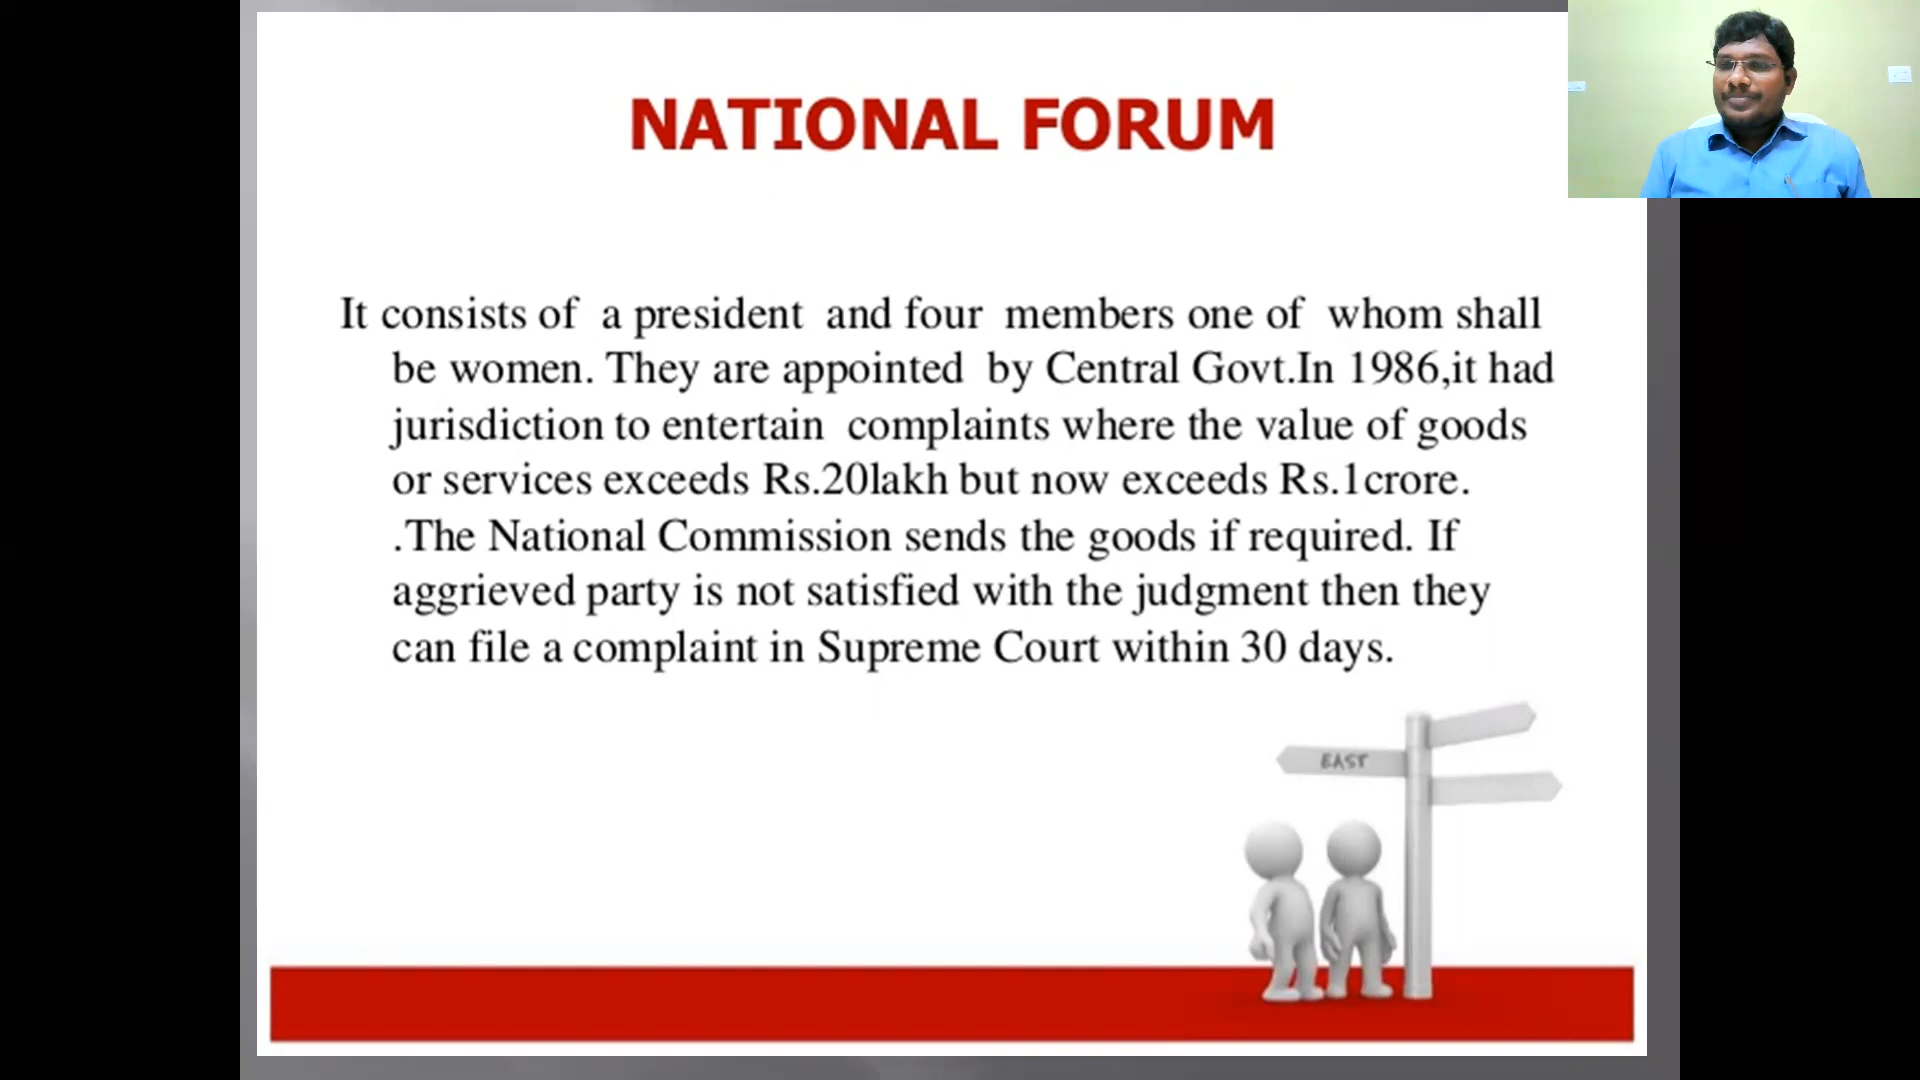 NATIONAL FORUM
It consists of a president and four members one of whom shall
be women. They are appointed by Central Govt.In 1986,it had
jurisdiction to entertain complaints where the value of goods
or services exceeds Rs.20lakh but now exceeds Rs.1crore.
.The National Commission sends the goods if required. If
aggrieved party is not satisfied with the judgment then they
can file a complaint in Supreme Court within 30 days.
EAST